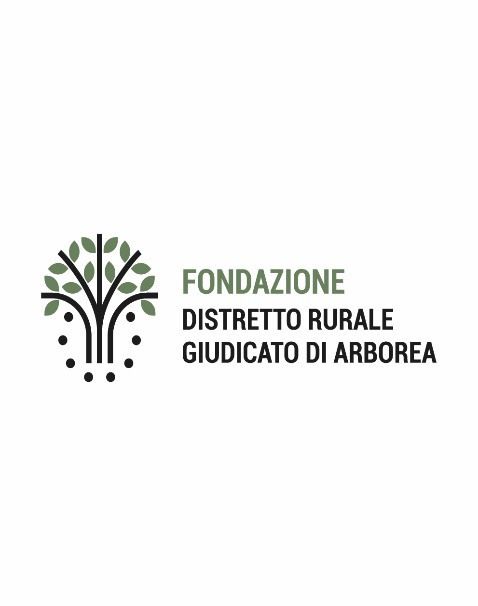 FONDAZIONE
DISTRETTO RURALE
GIUDICATO DI ARBOREA